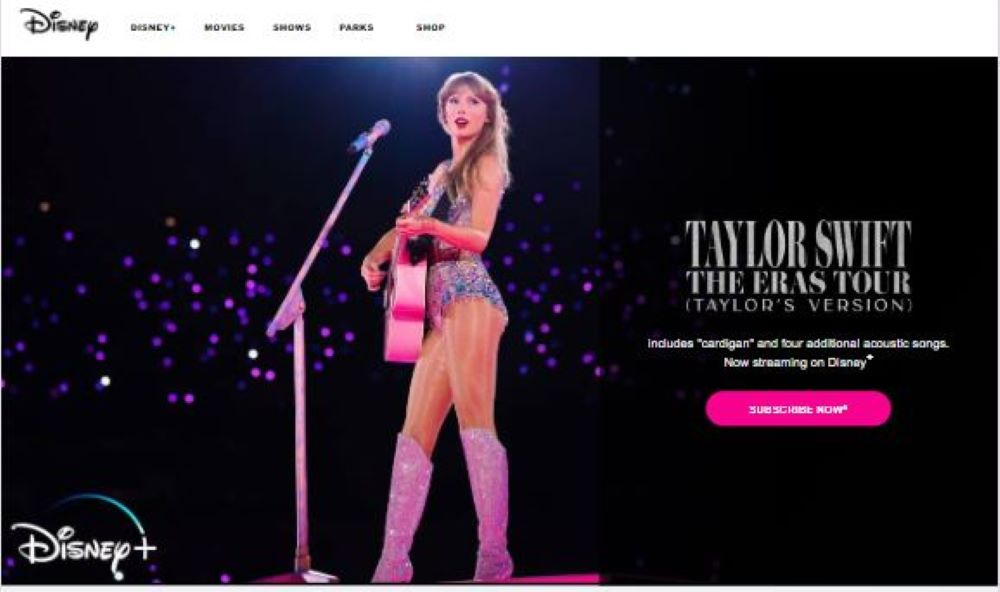 Disney
DISNEY+ MOVIES SHOWS PARKS SHOP
TAYLOR SWIFT
THE ERAS TOUR
(TAYLOR'S VERSION)
Includes "cardigan" and four additional acoustic songs.
Now streaming on Disney+
SUBSCRIBE NOW*
Disney+